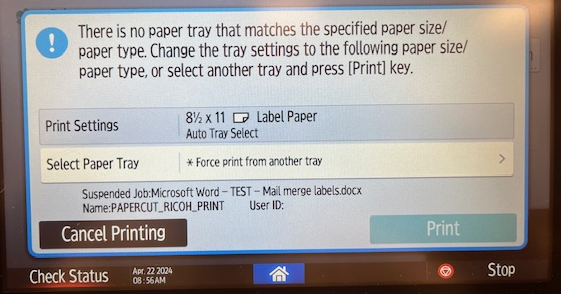 There is no paper tray that matches the specified paper size/
paper type. Change the tray settings to the following paper size/
paper type, or select another tray and press [Print] key.
Print Settings
8½ x 11 Label Paper
Auto Tray Select
Select Paper Tray
* Force print from another tray
Suspended Job:Microsoft Word - TEST - Mail merge labels.docx
Name:PAPERCUT_RICOH_PRINT User ID:
Cancel Printing
Print
Check Status
Apr. 22 2024
08:56AM
Stop